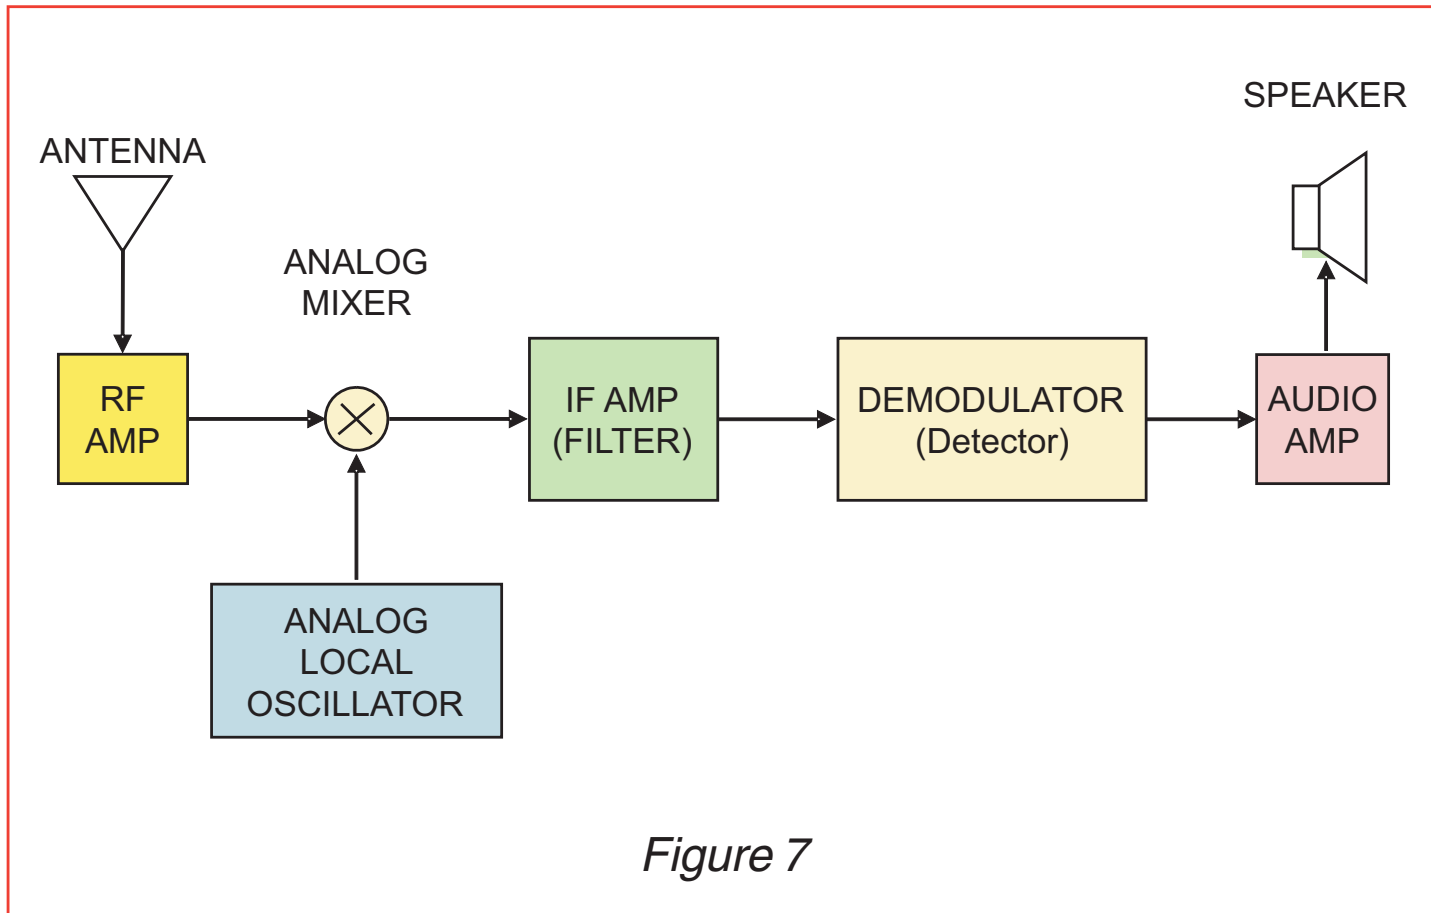 SPEAKER
ANTENNA
ANALOG
MIXER
RF
AMP
IF AMP
(FILTER)
DEMODULATOR
(Detector)
AUDIO
AMP
ANALOG
LOCAL
OSCILLATOR
Figure 7